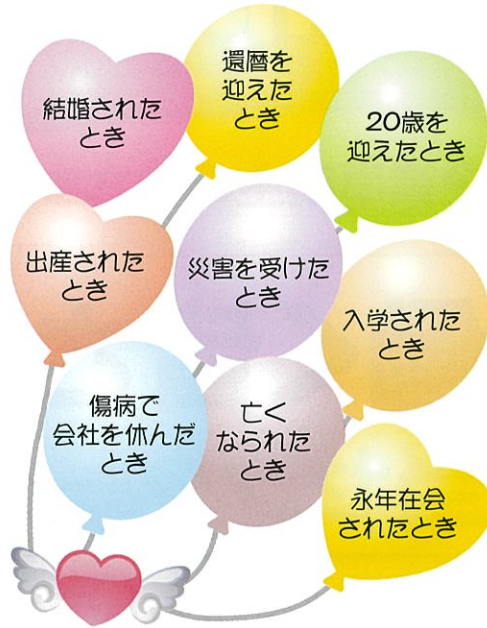 結婚された
とき
還暦を
迎えた
とき
20歳を
迎えたとき
出産された
とき
災害を受けた
とき
入学された
とき
傷病で
会社を休んだ
とき
亡く
なられた
とき
永年在会
されたとき